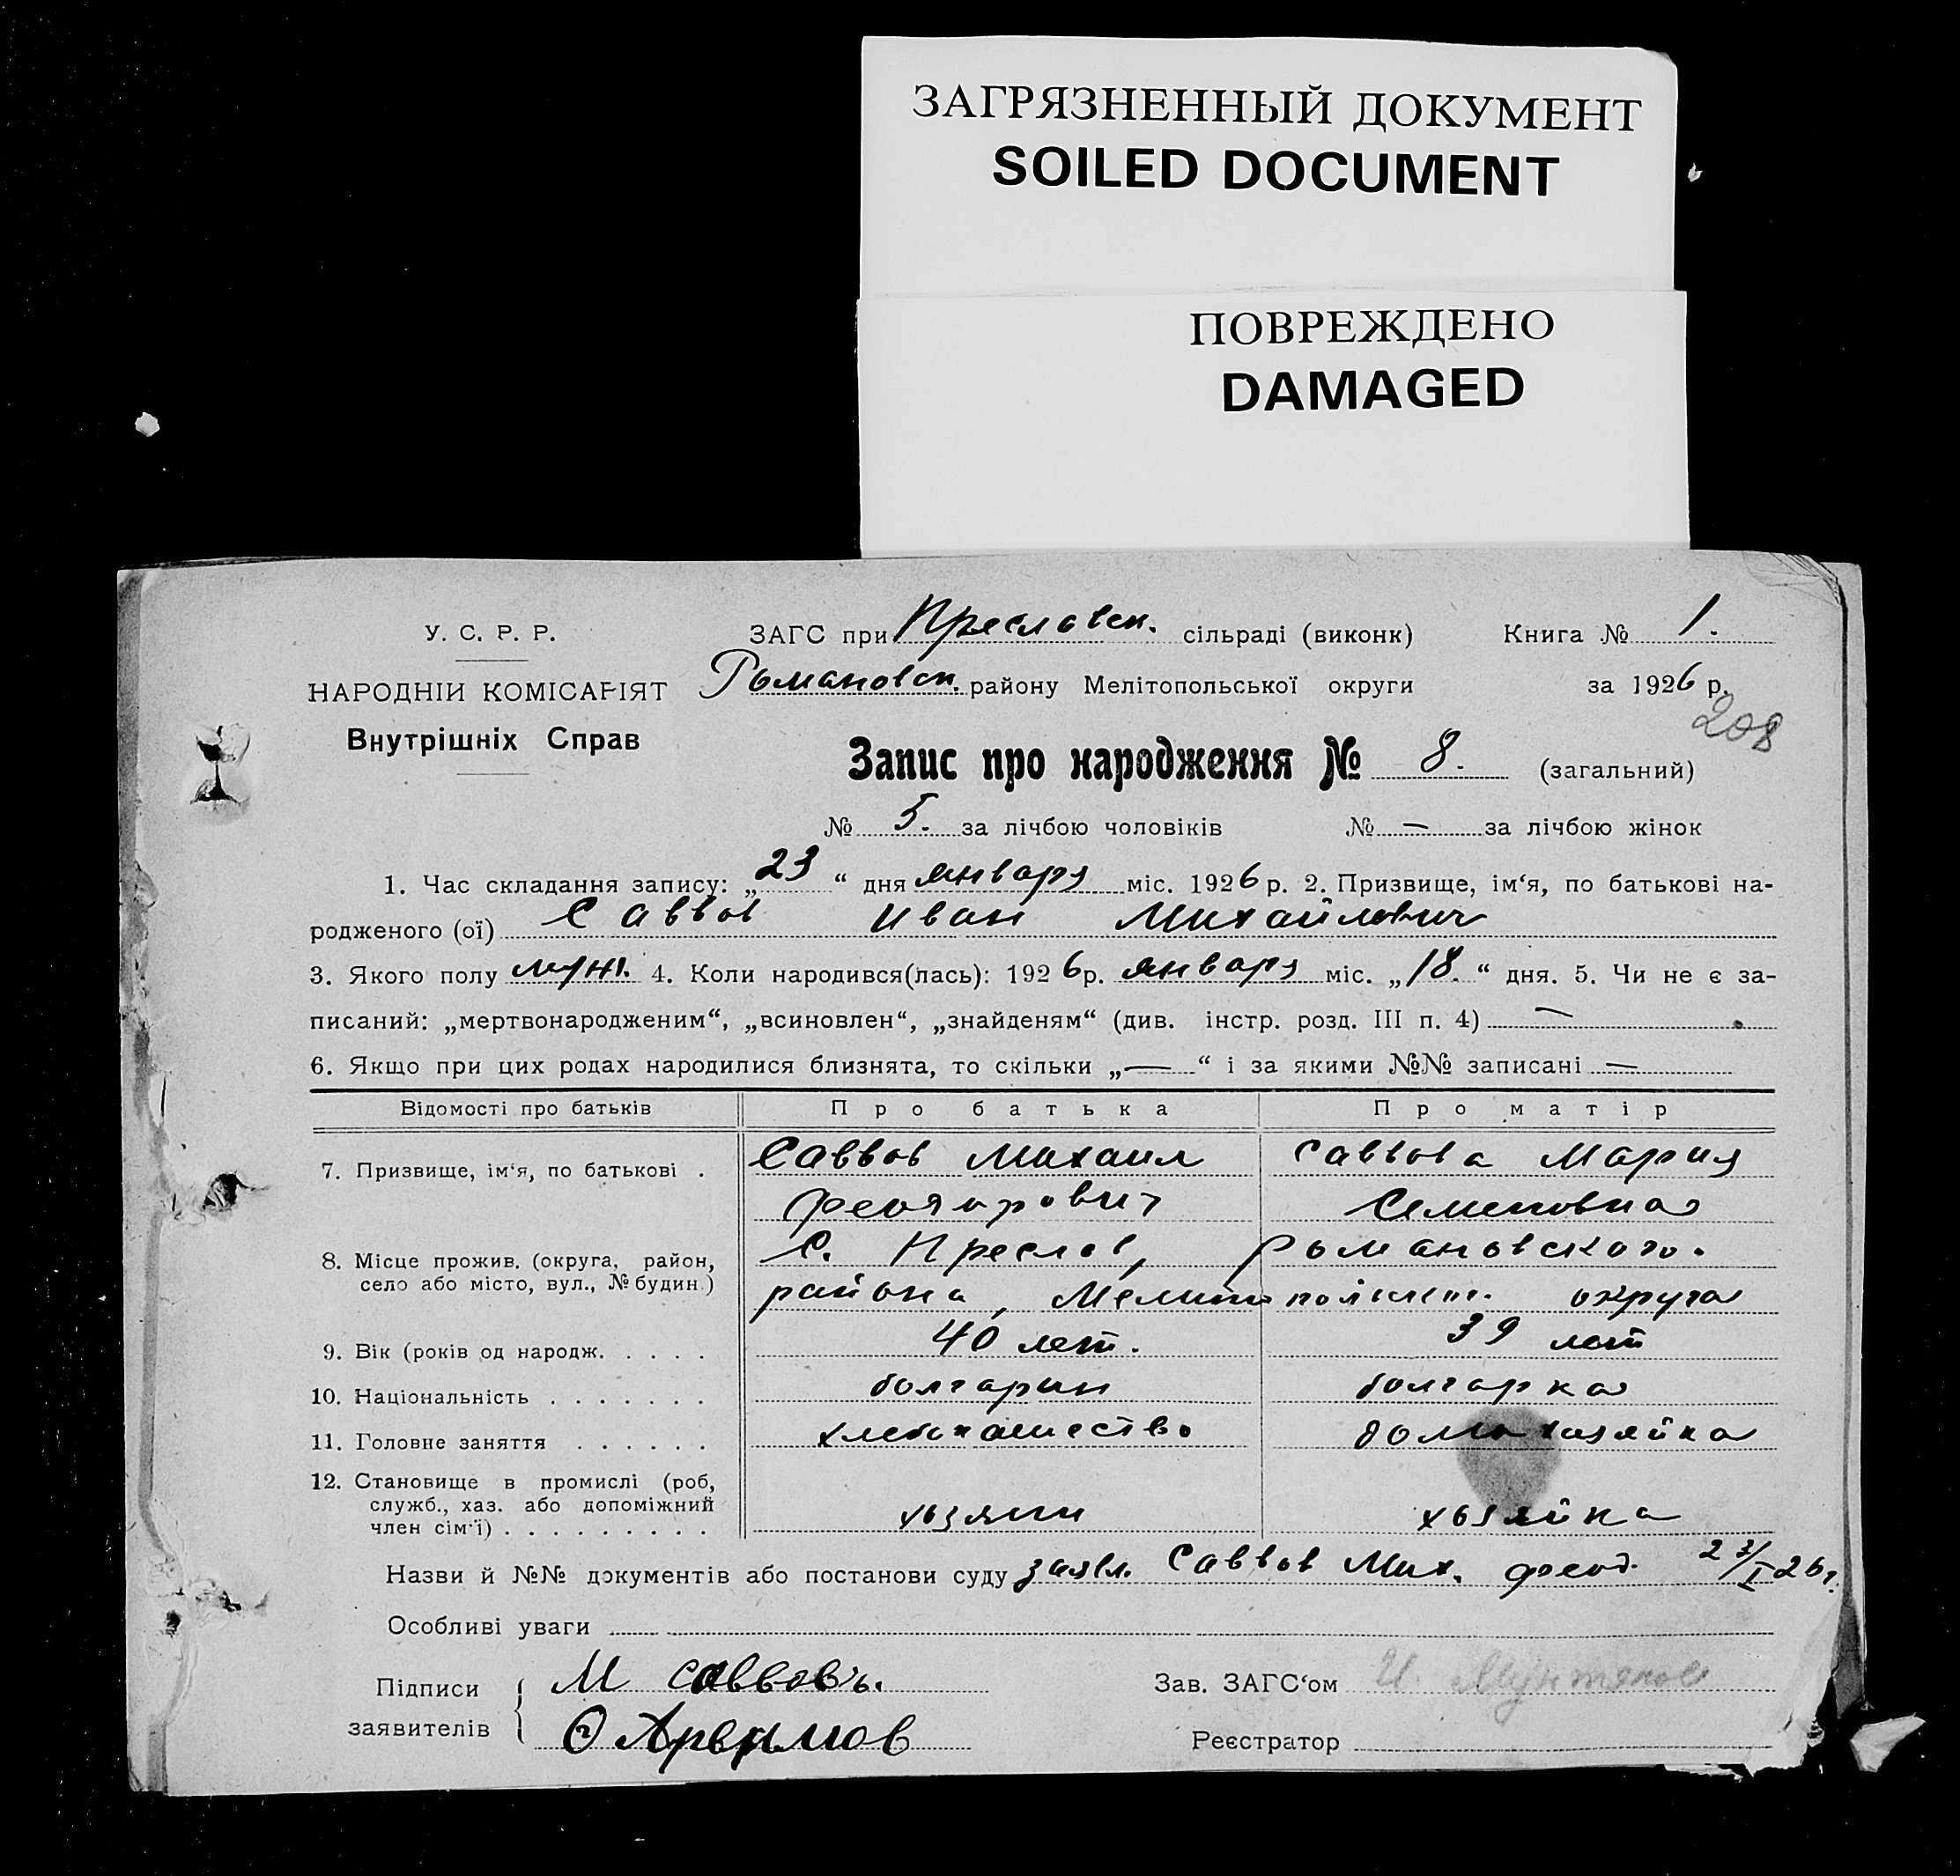 ЗАГРЯЗНЕННЫЙ ДОКУМЕНТ
SOILED DOCUMENT
ПОВРЕЖДЕНО
DAMAGED
У. С. Р. Р.
НАРОДНІЙ КОМІСАРІЯТ
Внутрішніх Справ
ЗАГС при Преславск. сільраді (виконк) Книга № 1.
Романовск. району Мелітопольської округи за 1926 р.
208
Запис про народження № 8. (загальний)
№ 5. за лічбою чоловіків № — за лічбою жінок
1. Час складання запису: „23“ дня января міс. 1926 р. 2. Призвище, ім‘я, по батькові на-
родженого (ої) Саввов Иван Михайлович
3. Якого полу муж. 4. Коли народився(лась): 1926 р. января міс. „18.“ дня. 5. Чи не є за-
писаний: „мертвонародженим“, „всиновлен“, „знайденям“ (див. інстр. розд. III п. 4) —
6. Якщо при цих родах народилися близнята, то скільки „—“ і за якими №№ записані —
Відомості про батьків Про батька Про матір
7. Призвище, ім‘я, по батькові . Саввов Михаил Саввова Мария
Семеновна
8. Місце прожив. (округа, район, село або місто, вул., № будин.) С. Преслав, Романовского.
района, Мелитопольск. округа
9. Вік (років од народж. . . . . 40 лет. 39 лет
10. Національність . . . . . . . болгарин болгарка
11. Головне заняття . . . . . . хлебопашество домохазяйка
12. Становище в промислі (роб, служб., хаз. або допоміжний член сім‘ї) . . . . . . . . . хозяин хозяйка
Назви й №№ документів або постанови суду заявл. Саввов Мих. Феод. 23/I 26 г.
Особливі уваги
Підписи заявителів { М Саввовъ.
Зав. ЗАГС‘ом И. Мунтянов
Реєстратор